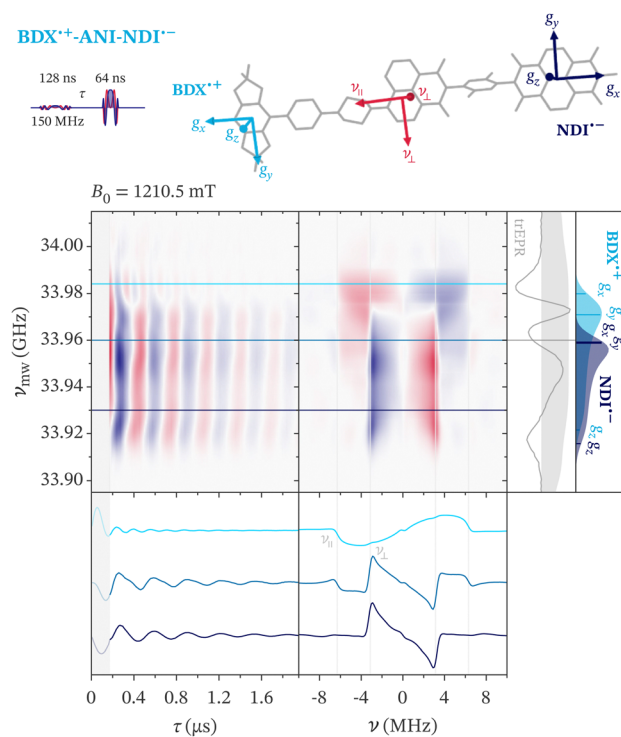 BDX•+-ANI-NDI•−
128 ns
64 ns
τ
150 MHz
BDX•+
gx
gz
gy
ν||
ν⊥
ν⊥
gy
gz
gx
NDI•−
B0 = 1210.5 mT
34.00
33.98
33.96
33.94
33.92
33.90
νmw (GHz)
trEPR
BDX•+
gx
gy
gx
gy
NDI•−
gz
gz
ν||
ν⊥
0
0.4
0.8
1.2
1.6
-8
-4
0
4
8
τ (μs)
ν (MHz)